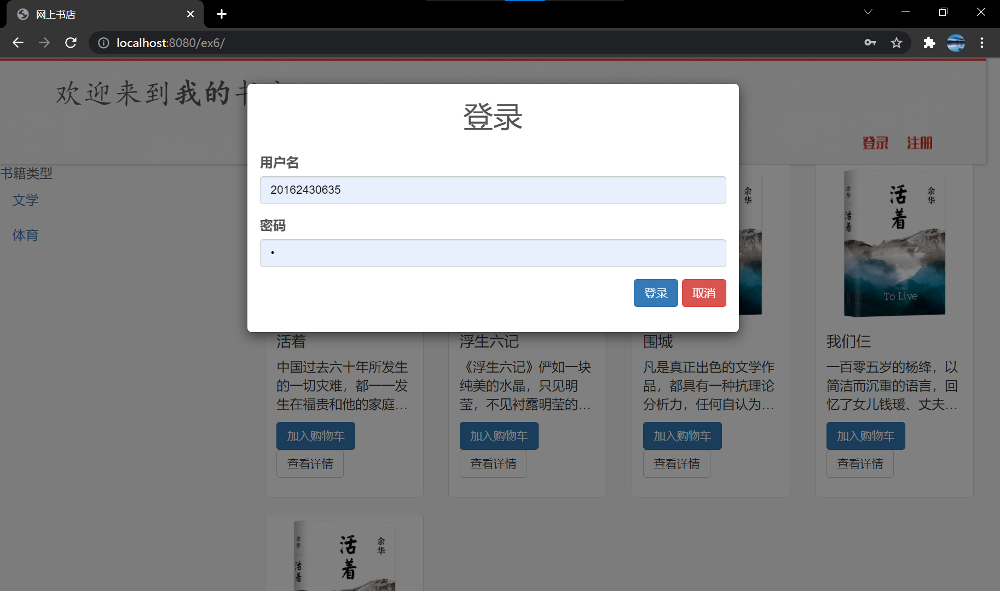 网上书店
localhost:8080/ex6/
欢迎来到我的书
登录 注册
登录
用户名
20162430635
密码
登录 取消
书籍类型
文学
体育
余华
余华
活着
活着
余华
To Live
活着
中国过去六十年所发生
的一切灾难，都一一发
生在福贵和他的家庭...
加入购物车
查看详情
浮生六记
《浮生六记》俨如一块
纯美的水晶，只见明
莹，不见衬露明莹的...
加入购物车
查看详情
围城
凡是真正出色的文学作
品，都具有一种抗理论
分析力，任何自认为...
加入购物车
查看详情
我们仨
一百零五岁的杨绛，以
简洁而沉重的语言，回
忆了女儿钱瑗、丈夫...
加入购物车
查看详情
余华
活着
活着
余华